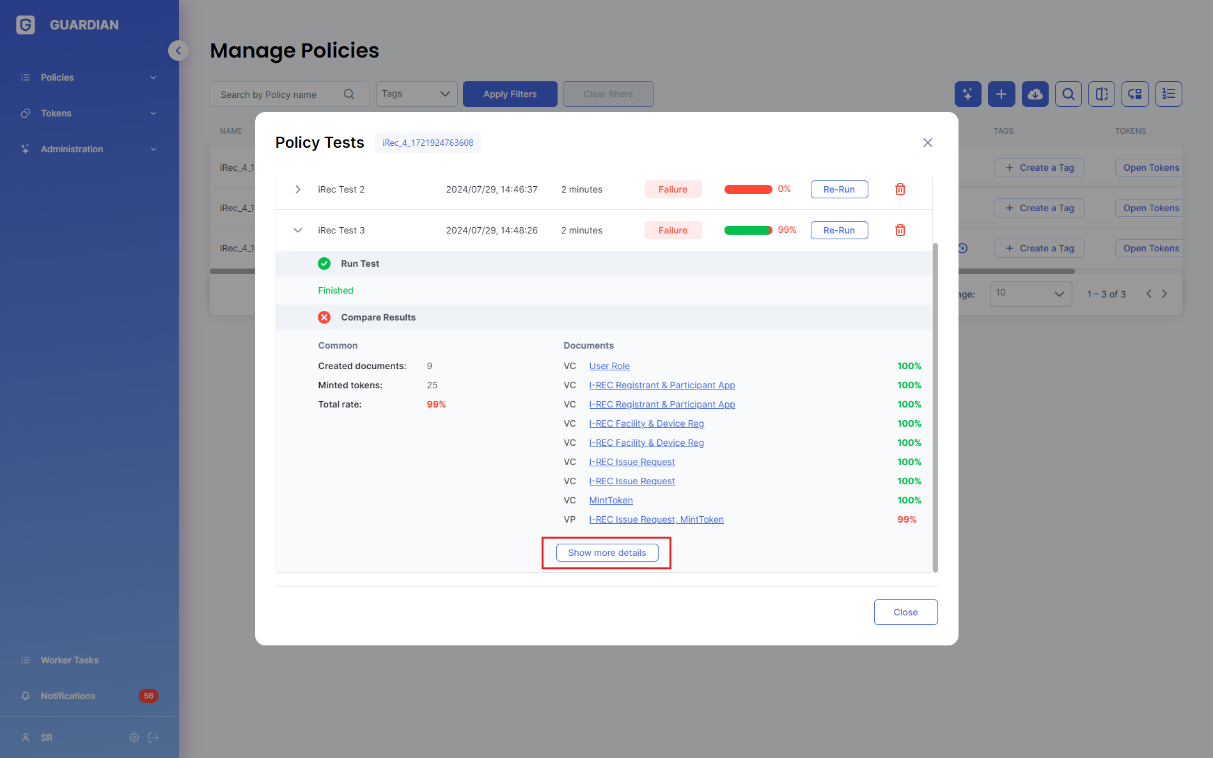 GUARDIAN
Policies
Tokens
Administration
Worker Tasks
Notifications 56
SR
Manage Policies
Search by Policy name Tags Apply Filters Clear filters
NAME TAGS TOKENS
iRec_4_1 Create a Tag Open Tokens
iRec_4_1 Create a Tag Open Tokens
iRec_4_1 Create a Tag Open Tokens
10 1 – 3 of 3
Policy Tests iRec_4_1721924763608
iRec Test 2 2024/07/29, 14:46:37 2 minutes Failure 0% Re-Run
iRec Test 3 2024/07/29, 14:48:26 2 minutes Failure 99% Re-Run
Run Test
Finished
Compare Results
Common
Created documents: 9
Minted tokens: 25
Total rate: 99%
Documents
VC User Role 100%
VC I-REC Registrant & Participant App 100%
VC I-REC Registrant & Participant App 100%
VC I-REC Facility & Device Reg 100%
VC I-REC Facility & Device Reg 100%
VC I-REC Issue Request 100%
VC I-REC Issue Request 100%
VC MintToken 100%
VP I-REC Issue Request, MintToken 99%
Show more details
Close